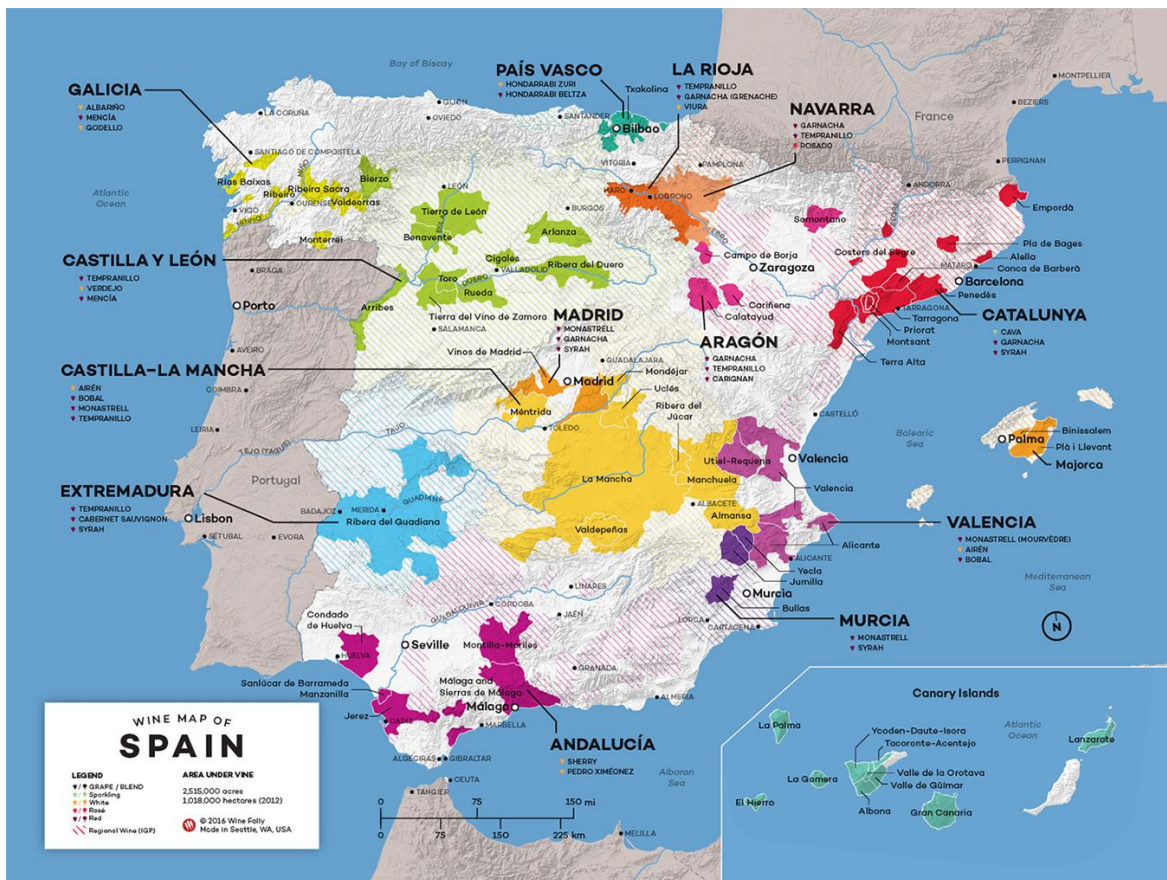 Bay of Biscay
MONTPELLIER
BEZIERS
France
PERPIGNAN
ANDORRA
GALICIA
ALBARIÑO
MENCÍA
GODELLO
LA CORUÑA
GIJÓN
OVIEDO
SANTANDER
SANTIAGO DE COMPOSTELA
Atlantic
Ocean
Rías Baixas
Ribeiro
Ribeira Sacra
Valdeorras
Bierzo
VIGO
OURENSE
MINHO
Monterrei
PAÍS VASCO
HONDARRABI ZURI
HONDARRABI BELTZA
Txakolina
Bilbao
VITORIA
LA RIOJA
TEMPRANILLO
GARNACHA (GRENACHE)
VIURA
HARO
LOGRONO
EBRO
NAVARRA
GARNACHA
TEMPRANILLO
ROSADO
PAMPLONA
CASTILLA Y LEÓN
TEMPRANILLO
VERDEJO
MENCÍA
LEÓN
ESLA
BURGOS
Tierra de León
Benavente
Arlanza
Cigales
VALLADOLID
Ribera del Duero
Toro
DUERO
Rueda
Arribes
Tierra del Vino de Zamora
SALAMANCA
BRAGA
Porto
AVEIRO
COIMBRA
LEIRIA
Portugal
Lisbon
SETÚBAL
EVORA
TEJO (TAGUS)
TAJO
Somontano
Campo de Borja
Zaragoza
Cariñena
Calatayud
ARAGÓN
GARNACHA
TEMPRANILLO
CARIGNAN
Costers del Segre
SEGRE
Empordà
Pla de Bages
Alella
MATARÓ
Conca de Barberà
Barcelona
Penedès
TARRAGONA
Tarragona
Priorat
Montsant
Terra Alta
CATALUNYA
CAVA
GARNACHA
SYRAH
CASTELLÓ
MADRID
MONASTRELL
GARNACHA
SYRAH
Vinos de Madrid
Madrid
GUADALAJARA
Mondéjar
Uclés
Ribera del
Júcar
CASTILLA–LA MANCHA
AIRÉN
BOBAL
MONASTRELL
TEMPRANILLO
Méntrida
TOLEDO
La Mancha
Manchuela
ALBACETE
Almansa
Valdepeñas
EXTREMADURA
TEMPRANILLO
CABERNET SAUVIGNON
SYRAH
BADAJOZ
MERIDA
GUADIANA
Ribera del Guadiana
Utiel-Requena
Valencia
Valencia
VALENCIA
MONASTRELL (MOURVÈDRE)
AIRÉN
BOBAL
Alicante
ALICANTE
Balearic
Sea
Binissalem
Palma
Plà i Llevant
Majorca
Mediterranean
Sea
N
Yecla
Jumilla
Murcia
Bullas
LORCA
CARTAGENA
MURCIA
MONASTRELL
SYRAH
LINARES
GUADALQUIVIR
CÓRDOBA
JAÉN
Condado
de Huelva
HUELVA
Seville
Montilla-Moriles
GRANADA
ALMERIA
Sanlúcar de Barrameda
Manzanilla
Málaga and
Sierras de Málaga
Málaga
Jerez
CADIZ
MARBELLA
ALGECIRAS
GIBRALTAR
CEUTA
TANGIER
MELILLA
Alboran
Sea
ANDALUCÍA
SHERRY
PEDRO XIMÉONEZ
0 75 150 mi
0 75 225 km
WINE MAP OF
SPAIN
LEGEND
GRAPE / BLEND
Sparkling
White
Rosé
Red
Regional Wine (IGP)
AREA UNDER VINE
2,515,000 acres
1,018,000 hectares (2012)
© 2016 Wine Folly
Made in Seattle, WA, USA
Canary Islands
Atlantic
Ocean
La Palma
Ycoden-Daute-Isora
Tacoronte-Acentejo
Lanzarate
La Gomera
Valle de la Orotava
Valle de Güímar
El Hierro
Albona
Gran Canaria